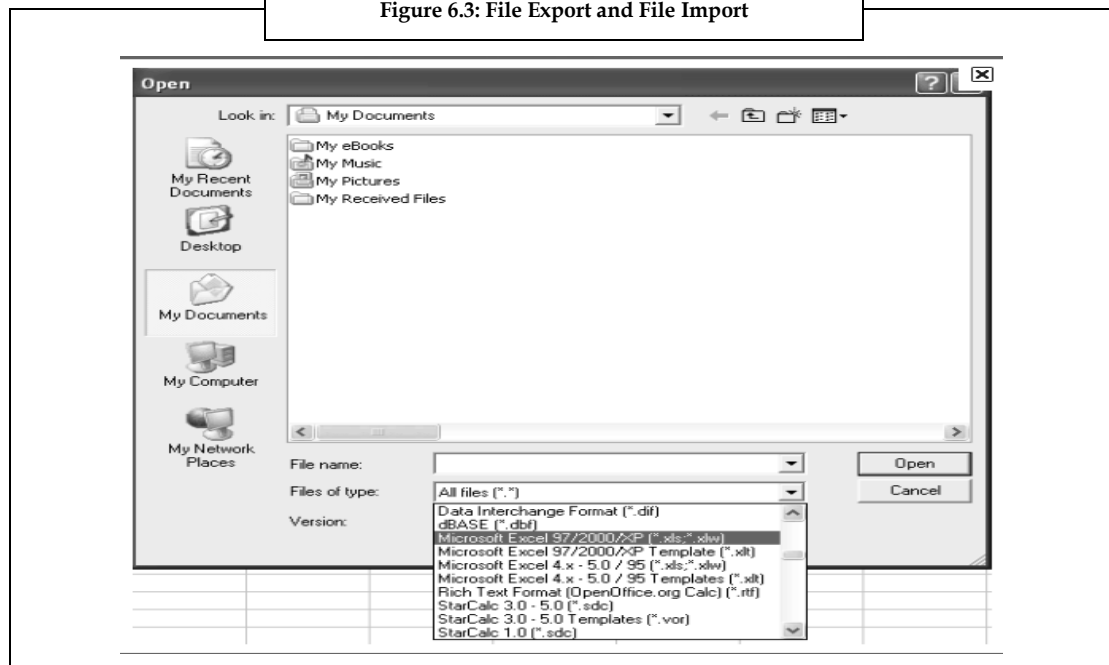 Figure 6.3: File Export and File Import
Open
Look in: My Documents
My eBooks
My Music
My Pictures
My Received Files
My Recent
Documents
Desktop
My Documents
My Computer
My Network
Places
File name:
Open
Files of type: All files (*.*)
Cancel
Version:
Data Interchange Format (*.dif)
dBASE (*.dbf)
Microsoft Excel 97/2000/XP (*.xls;*.xlw)
Microsoft Excel 97/2000/XP Template (*.xlt)
Microsoft Excel 4.x - 5.0 / 95 (*.xls;*.xlw)
Microsoft Excel 4.x - 5.0 / 95 Templates (*.xlt)
Rich Text Format (OpenOffice.org Calc) (*.rtf)
StarCalc 3.0 - 5.0 (*.sdc)
StarCalc 3.0 - 5.0 Templates (*.vor)
StarCalc 1.0 (*.sdc)